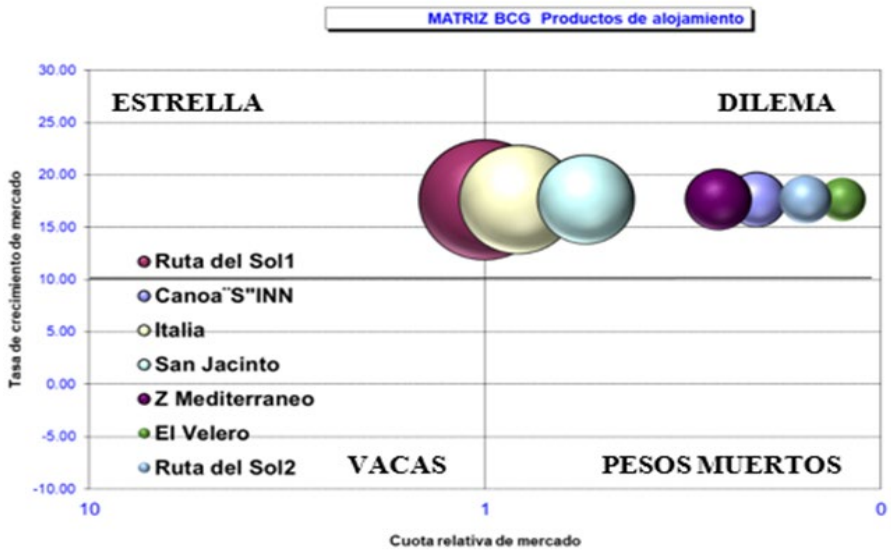 MATRIZ BCG  Productos de alojamiento
30.00
ESTRELLA
DILEMA
25.00
20.00
15.00
Ruta del Sol1
10.00
Canoa¨S"INN
5.00
Italia
San Jacinto
0.00
Z Mediterraneo
El Velero
-5.00
Ruta del Sol2
VACAS
PESOS MUERTOS
-10.00
10
1
0
Tasa de crecimiento de mercado
Cuota relativa de mercado